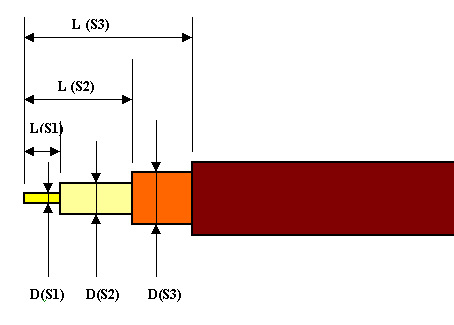 L (S3)
L (S2)
L(S1)
D(S1) D(S2) D(S3)